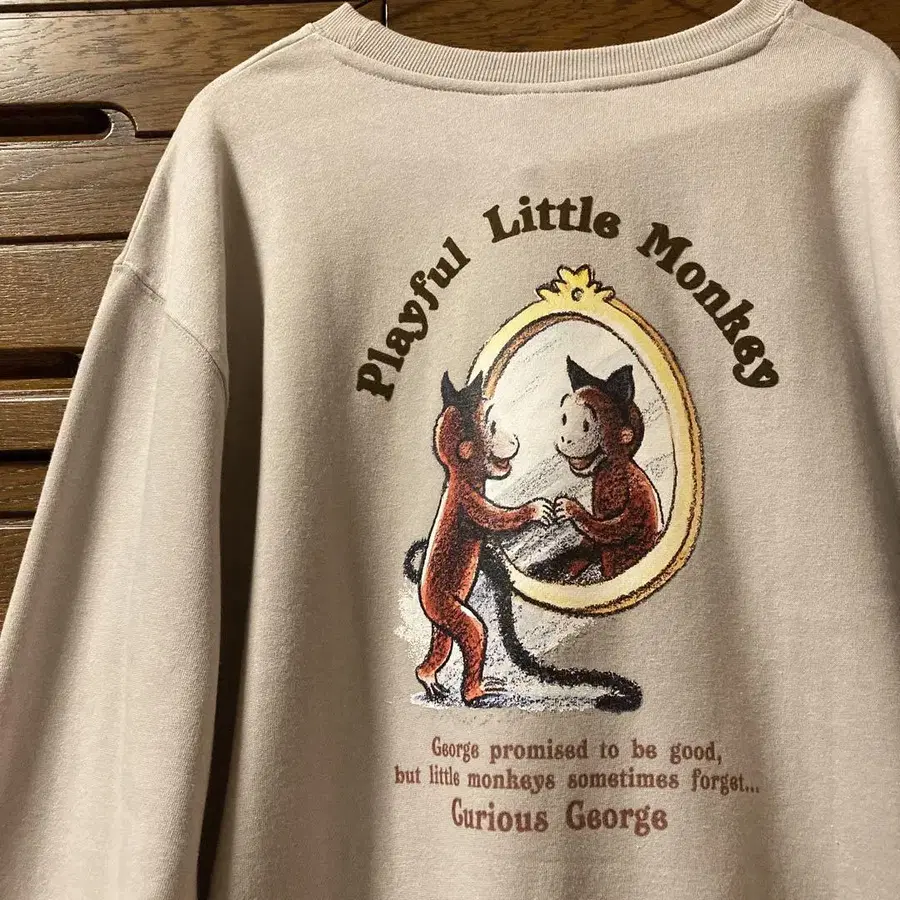 Playful Little Monkey
George promised to be good,
but little monkeys sometimes forget...
Curious George